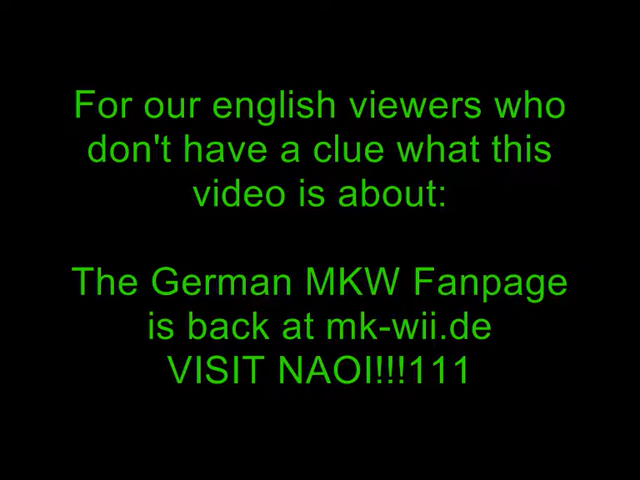 For our english viewers who
don't have a clue what this
video is about:
The German MKW Fanpage
is back at mk-wii.de
VISIT NAOI!!!111